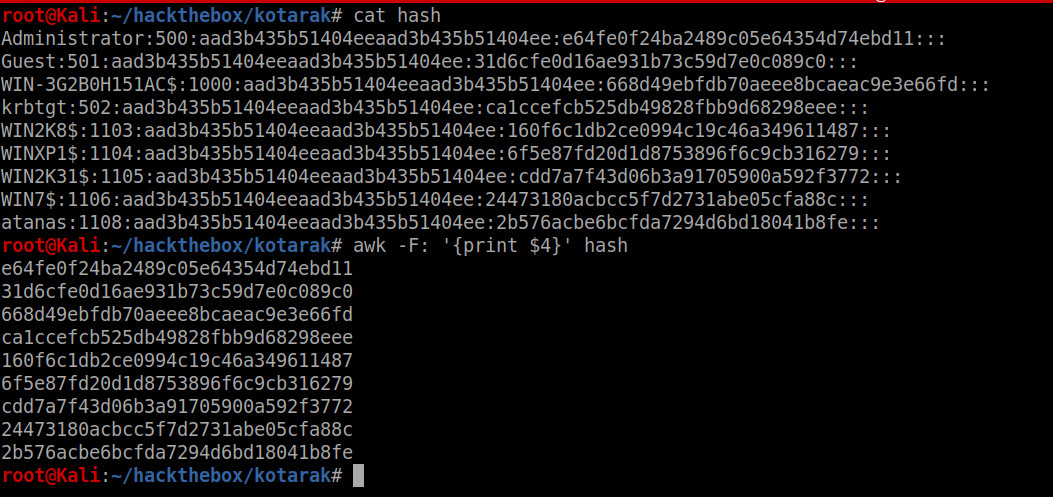 root@Kali:~/hackthebox/kotarak# cat hash
Administrator:500:aad3b435b51404eeaad3b435b51404ee:e64fe0f24ba2489c05e64354d74ebd11:::
Guest:501:aad3b435b51404eeaad3b435b51404ee:31d6cfe0d16ae931b73c59d7e0c089c0:::
WIN-3G2B0H151AC$:1000:aad3b435b51404eeaad3b435b51404ee:668d49ebfdb70aeee8bcaeac9e3e66fd:::
krbtgt:502:aad3b435b51404eeaad3b435b51404ee:ca1ccefcb525db49828fbb9d68298eee:::
WIN2K8$:1103:aad3b435b51404eeaad3b435b51404ee:160f6c1db2ce0994c19c46a349611487:::
WINXP1$:1104:aad3b435b51404eeaad3b435b51404ee:6f5e87fd20d1d8753896f6c9cb316279:::
WIN2K31$:1105:aad3b435b51404eeaad3b435b51404ee:cdd7a7f43d06b3a91705900a592f3772:::
WIN7$:1106:aad3b435b51404eeaad3b435b51404ee:24473180acbcc5f7d2731abe05cfa88c:::
atanas:1108:aad3b435b51404eeaad3b435b51404ee:2b576acbe6bcfda7294d6bd18041b8fe:::
root@Kali:~/hackthebox/kotarak# awk -F: '{print $4}' hash
e64fe0f24ba2489c05e64354d74ebd11
31d6cfe0d16ae931b73c59d7e0c089c0
668d49ebfdb70aeee8bcaeac9e3e66fd
ca1ccefcb525db49828fbb9d68298eee
160f6c1db2ce0994c19c46a349611487
6f5e87fd20d1d8753896f6c9cb316279
cdd7a7f43d06b3a91705900a592f3772
24473180acbcc5f7d2731abe05cfa88c
2b576acbe6bcfda7294d6bd18041b8fe
root@Kali:~/hackthebox/kotarak#